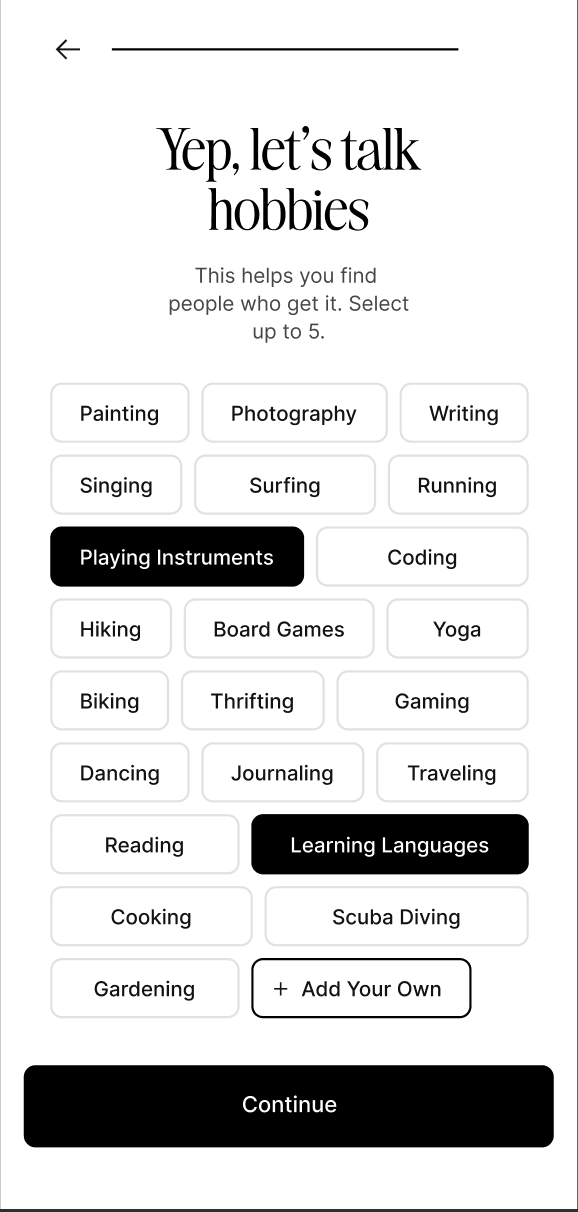 Yep, let’s talk
hobbies
This helps you find
people who get it. Select
up to 5.
Painting Photography Writing
Singing Surfing Running
Playing Instruments Coding
Hiking Board Games Yoga
Biking Thrifting Gaming
Dancing Journaling Traveling
Reading Learning Languages
Cooking Scuba Diving
Gardening + Add Your Own
Continue